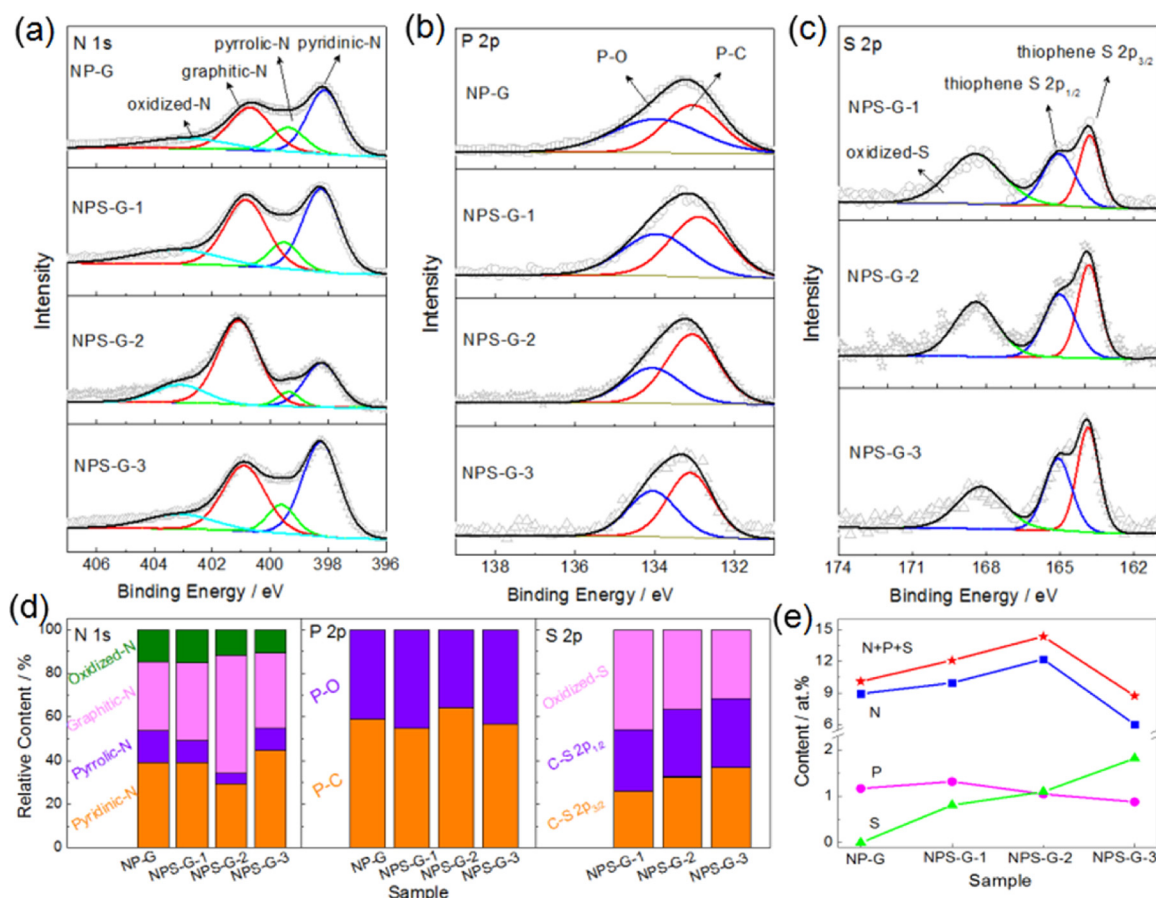 (a)
N 1s
NP-G
oxidized-N
graphitic-N
pyrrolic-N
pyridinic-N
NPS-G-1
NPS-G-2
NPS-G-3
Intensity
406 404 402 400 398 396
Binding Energy / eV
(b)
P 2p
NP-G
P-O
P-C
NPS-G-1
NPS-G-2
NPS-G-3
Intensity
138 136 134 132
Binding Energy / eV
(c)
S 2p
thiophene S 2p3/2
thiophene S 2p1/2
NPS-G-1
oxidized-S
NPS-G-2
NPS-G-3
Intensity
174 171 168 165 162
Binding Energy / eV
(d)
N 1s
P 2p
S 2p
Relative Content / %
100
80
60
40
20
0
Oxidized-N
Graphitic-N
Pyrrolic-N
Pyridinic-N
P-O
P-C
Oxidized-S
C-S 2p1/2
C-S 2p3/2
NP-G NPS-G-1 NPS-G-2 NPS-G-3
NP-G NPS-G-1 NPS-G-2 NPS-G-3
NPS-G-1 NPS-G-2 NPS-G-3
Sample
(e)
Content / at.%
15
12
9
6
2
1
0
N+P+S
N
P
S
NP-G NPS-G-1 NPS-G-2 NPS-G-3
Sample